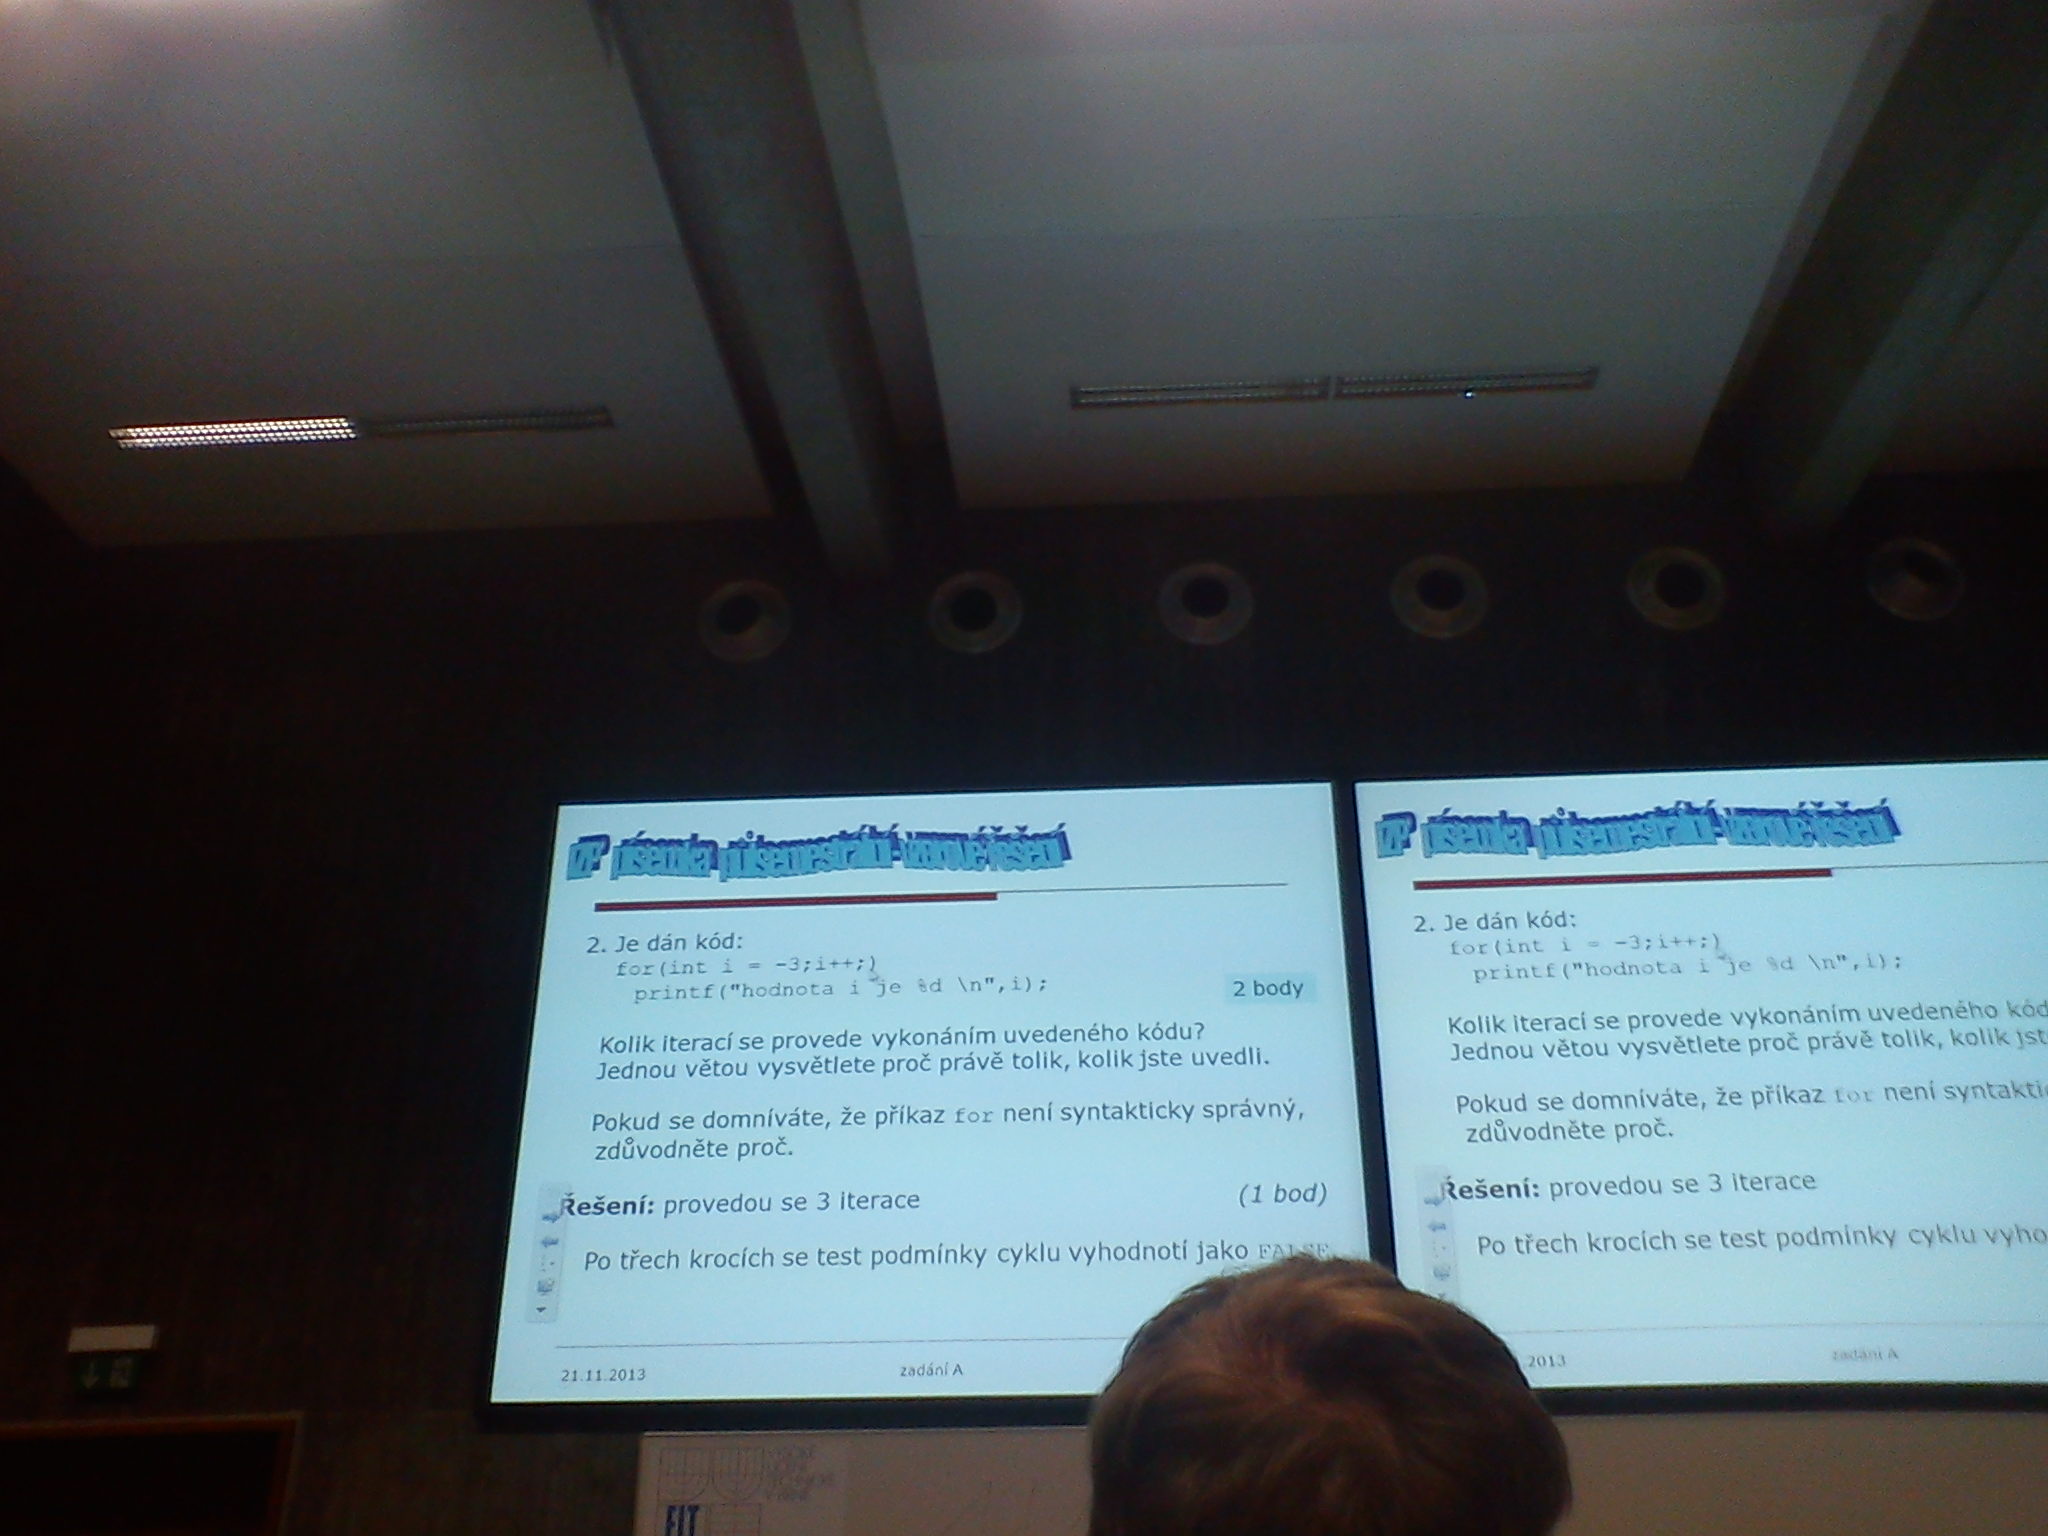 IZP písemka půlsemestrální - vzorové řešení
2. Je dán kód:
for(int i = -3;i++;)
printf("hodnota i je %d \n",i);
2 body
Kolik iterací se provede vykonáním uvedeného kódu?
Jednou větou vysvětlete proč právě tolik, kolik jste uvedli.
Pokud se domníváte, že příkaz for není syntakticky správný,
zdůvodněte proč.
Řešení: provedou se 3 iterace
(1 bod)
Po třech krocích se test podmínky cyklu vyhodnotí jako FALSE
21.11.2013
zadání A
IZP písemka půlsemestrální - vzorové řešení
2. Je dán kód:
for(int i = -3;i++;)
printf("hodnota i je %d \n",i);
Kolik iterací se provede vykonáním uvedeného kód
Jednou větou vysvětlete proč právě tolik, kolik jst
Pokud se domníváte, že příkaz for není syntakti
zdůvodněte proč.
Řešení: provedou se 3 iterace
Po třech krocích se test podmínky cyklu vyho
.2013
zadání A
FIT